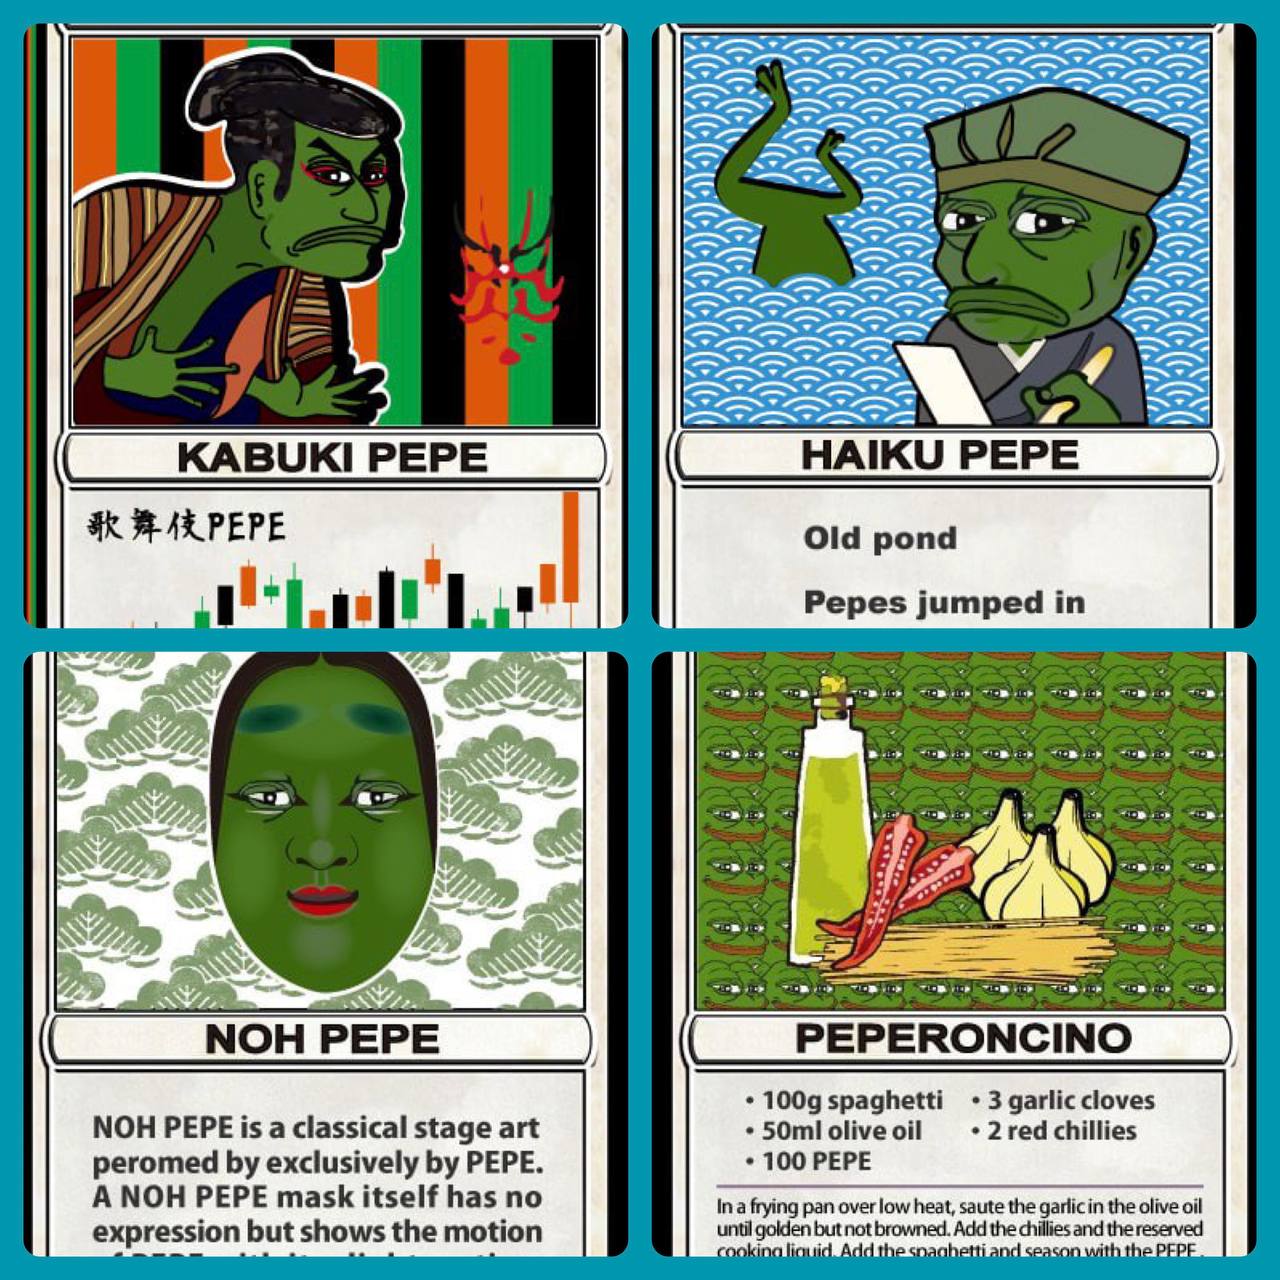 KABUKI PEPE
歌舞伎PEPE
HAIKU PEPE
Old pond
Pepes jumped in
NOH PEPE
NOH PEPE is a classical stage art
peromed by exclusively by PEPE.
A NOH PEPE mask itself has no
expression but shows the motion
PEPERONCINO
• 100g spaghetti
• 50ml olive oil
• 100 PEPE
• 3 garlic cloves
• 2 red chillies
In a frying pan over low heat, saute the garlic in the olive oil
until golden but not browned. Add the chillies and the reserved
cooking liquid. Add the spaghetti and season with the PEPE.